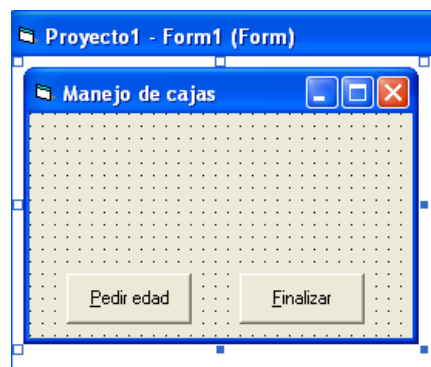 Proyecto1 - Form1 (Form)
Manejo de cajas
Pedir edad
Finalizar